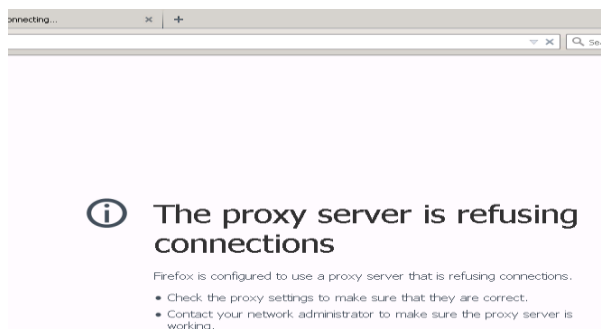 onnecting...
Sea
The proxy server is refusing
connections
Firefox is configured to use a proxy server that is refusing connections.
• Check the proxy settings to make sure that they are correct.
• Contact your network administrator to make sure the proxy server is
working.